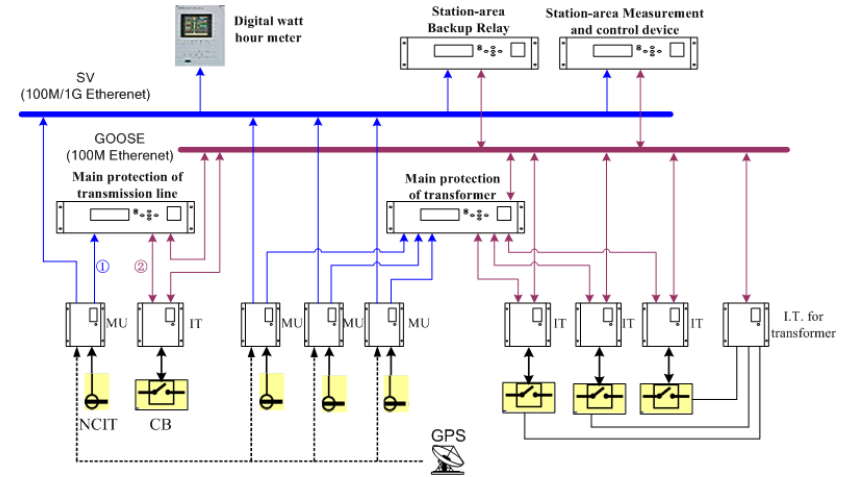 Digital watt
hour meter
Station-area
Backup Relay
Station-area Measurement
and control device
SV
(100M/1G Etherenet)
GOOSE
(100M Etherenet)
Main protection of
transmission line
Main protection
of transformer
①
②
MU
IT
MU
MU
MU
IT
IT
IT
I.T. for
transformer
NCIT
CB
GPS